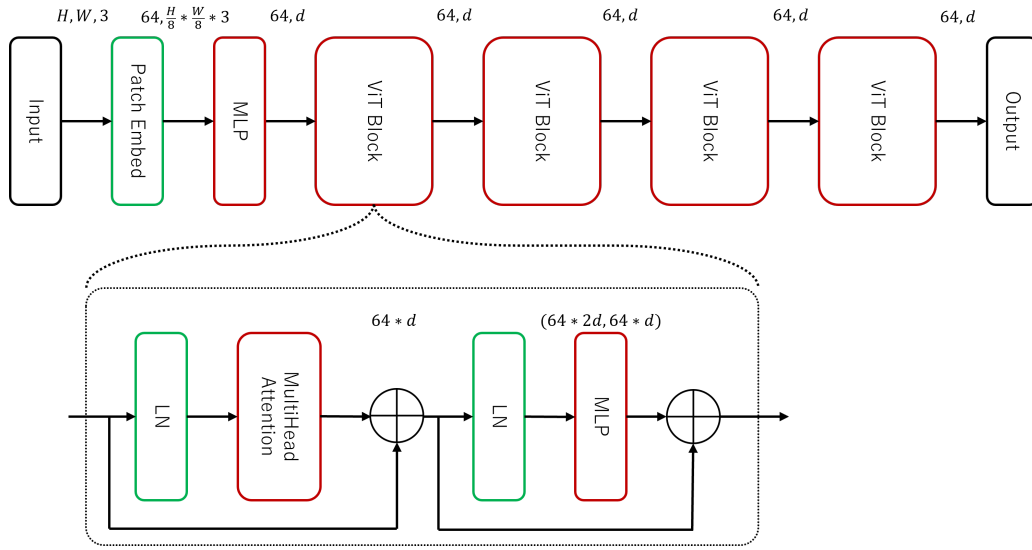 H, W, 3
64, H/8 * W/8 * 3
64, d
64, d
64, d
64, d
64, d
Input
Patch Embed
MLP
ViT Block
ViT Block
ViT Block
ViT Block
Output
64 * d
(64 * 2d, 64 * d)
LN
MultiHead
Attention
LN
MLP